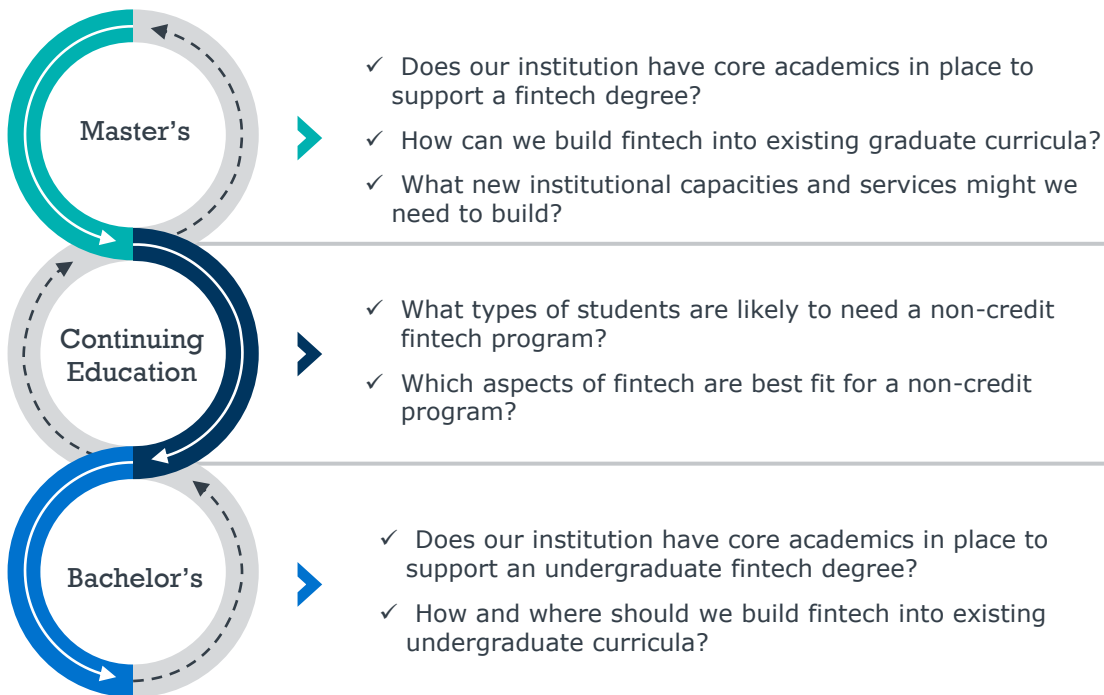 Master's
✓ Does our institution have core academics in place to
support a fintech degree?
✓ How can we build fintech into existing graduate curricula?
✓ What new institutional capacities and services might we
need to build?
Continuing
Education
✓ What types of students are likely to need a non-credit
fintech program?
✓ Which aspects of fintech are best fit for a non-credit
program?
Bachelor's
✓ Does our institution have core academics in place to
support an undergraduate fintech degree?
✓ How and where should we build fintech into existing
undergraduate curricula?